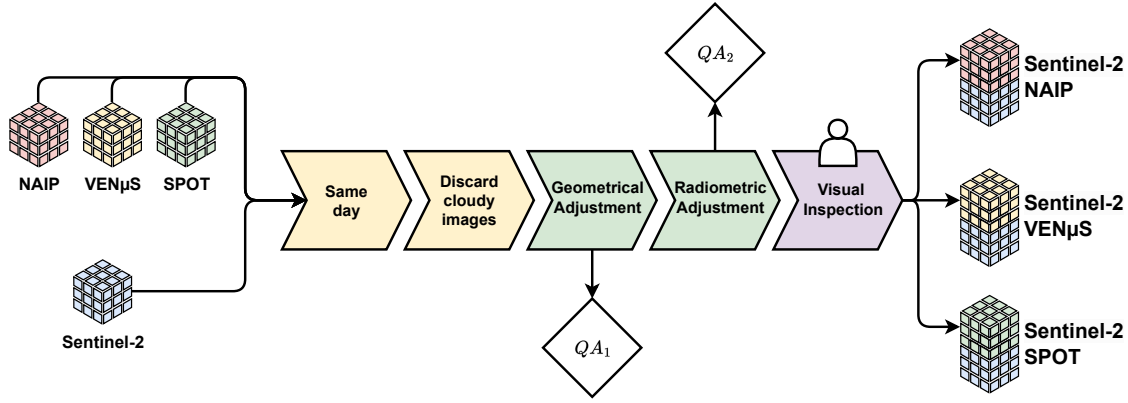 NAIP
VENµS
SPOT
Sentinel-2
Same
day
Discard
cloudy
images
Geometrical
Adjustment
QA₁
Radiometric
Adjustment
QA₂
Visual
Inspection
Sentinel-2
NAIP
Sentinel-2
VENµS
Sentinel-2
SPOT